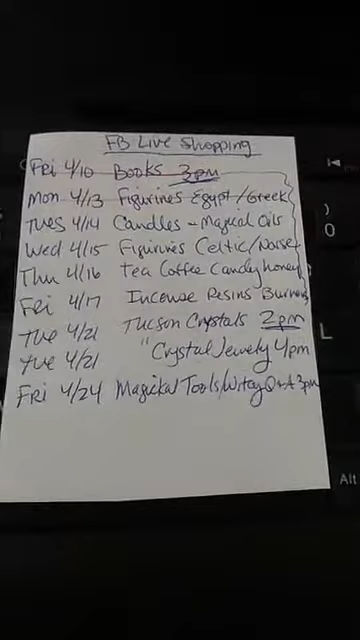 FB Live Shopping
Fri 4/10 Books 3pm
Mon 4/13 Figurines Egypt/Greek
Tues 4/14 Candles - Magical Oils
Wed 4/15 Figurines Celtic/Norse
Thu 4/16 Tea Coffee Candy honey
Fri 4/17 Incense Resins Burners
Tue 4/21 Tucson Crystals 2pm
Tue 4/21 " Crystal Jewelry 4pm
Fri 4/24 Magickal Tools/Witchy Q+A 3pm
)
0
L
Alt